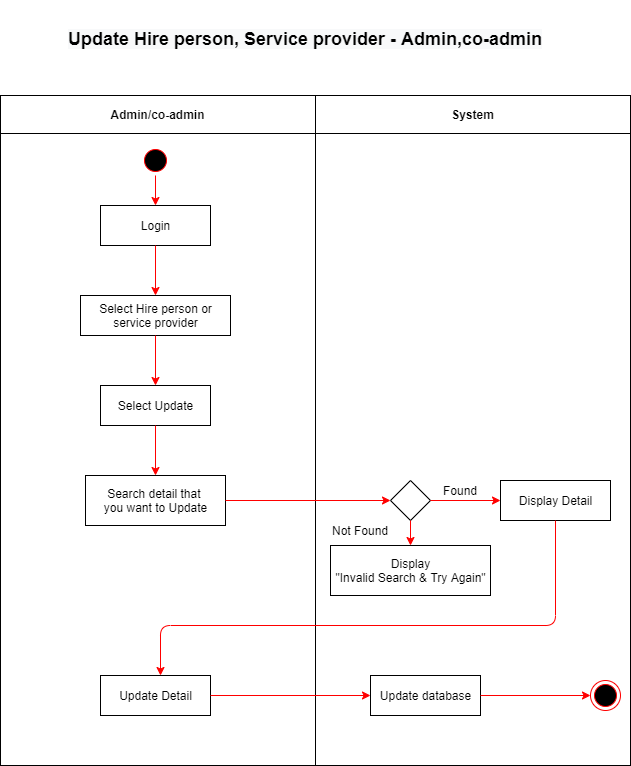 Update Hire person, Service provider - Admin,co-admin
Admin/co-admin
System
Login
Select Hire person or
service provider
Select Update
Search detail that
you want to Update
Found
Display Detail
Not Found
Display
"Invalid Search & Try Again"
Update Detail
Update database